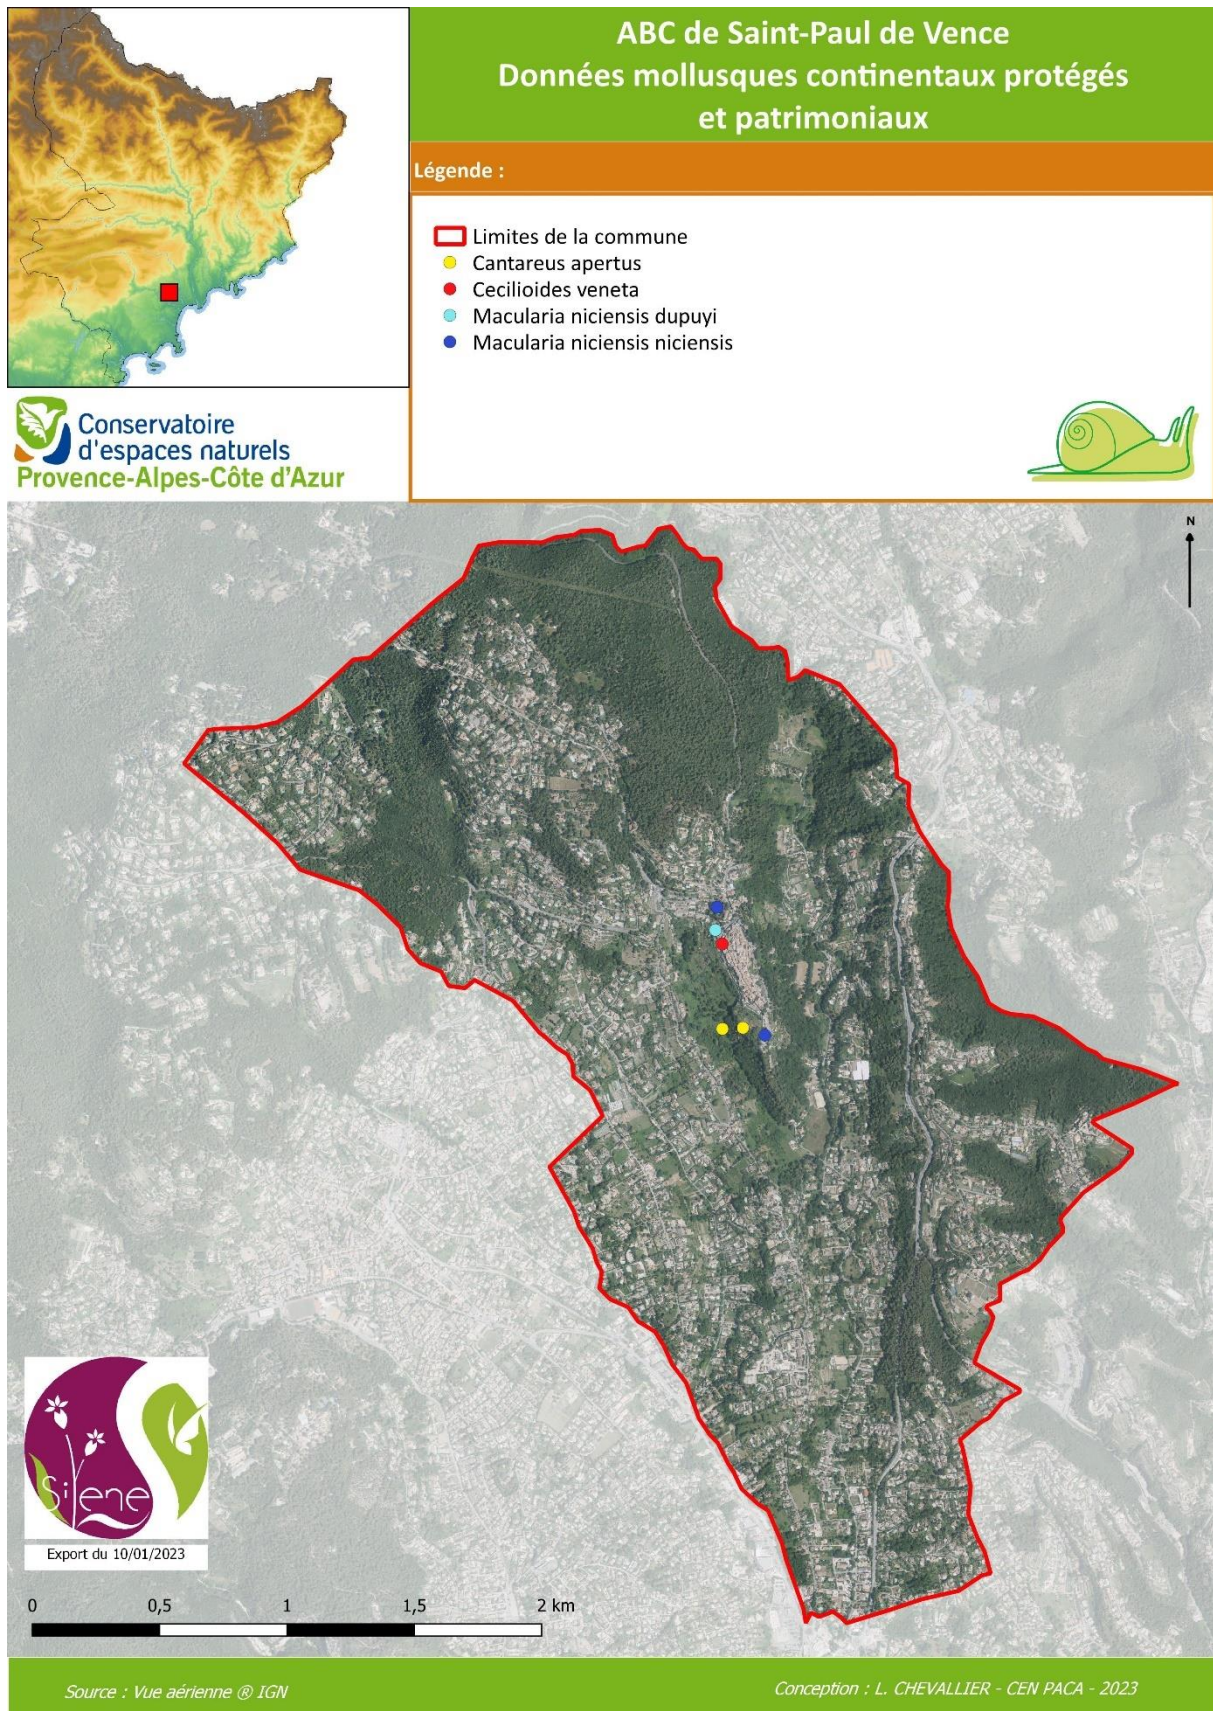 ABC de Saint-Paul de Vence
Données mollusques continentaux protégés
et patrimoniaux
Légende :
Limites de la commune
Cantareus apertus
Cecilioides veneta
Macularia niciensis dupuyi
Macularia niciensis niciensis
Conservatoire
d'espaces naturels
Provence-Alpes-Côte d'Azur
N
Silene
Export du 10/01/2023
0 0,5 1 1,5 2 km
Source : Vue aérienne ® IGN
Conception : L. CHEVALLIER - CEN PACA - 2023